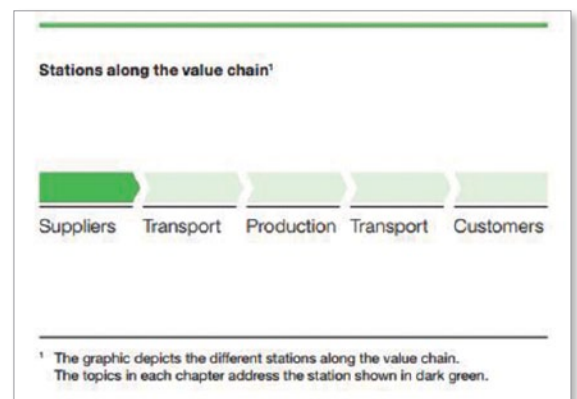 Stations along the value chain¹
Suppliers Transport Production Transport Customers
¹ The graphic depicts the different stations along the value chain.
The topics in each chapter address the station shown in dark green.